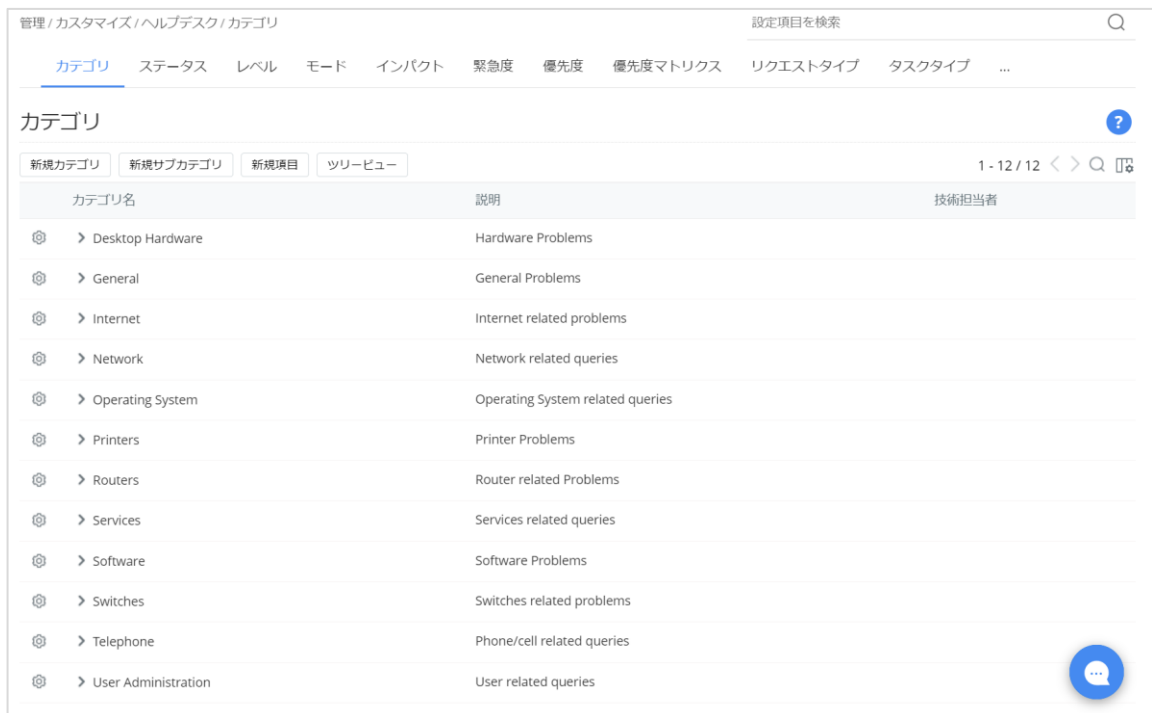 管理 / カスタマイズ / ヘルプデスク / カテゴリ 設定項目を検索
カテゴリ ステータス レベル モード インパクト 緊急度 優先度 優先度マトリクス リクエストタイプ タスクタイプ ...
カテゴリ ?
新規カテゴリ 新規サブカテゴリ 新規項目 ツリービュー 1 - 12 / 12
カテゴリ名 説明 技術担当者
Desktop Hardware Hardware Problems
General General Problems
Internet Internet related problems
Network Network related queries
Operating System Operating System related queries
Printers Printer Problems
Routers Router related Problems
Services Services related queries
Software Software Problems
Switches Switches related problems
Telephone Phone/cell related queries
User Administration User related queries